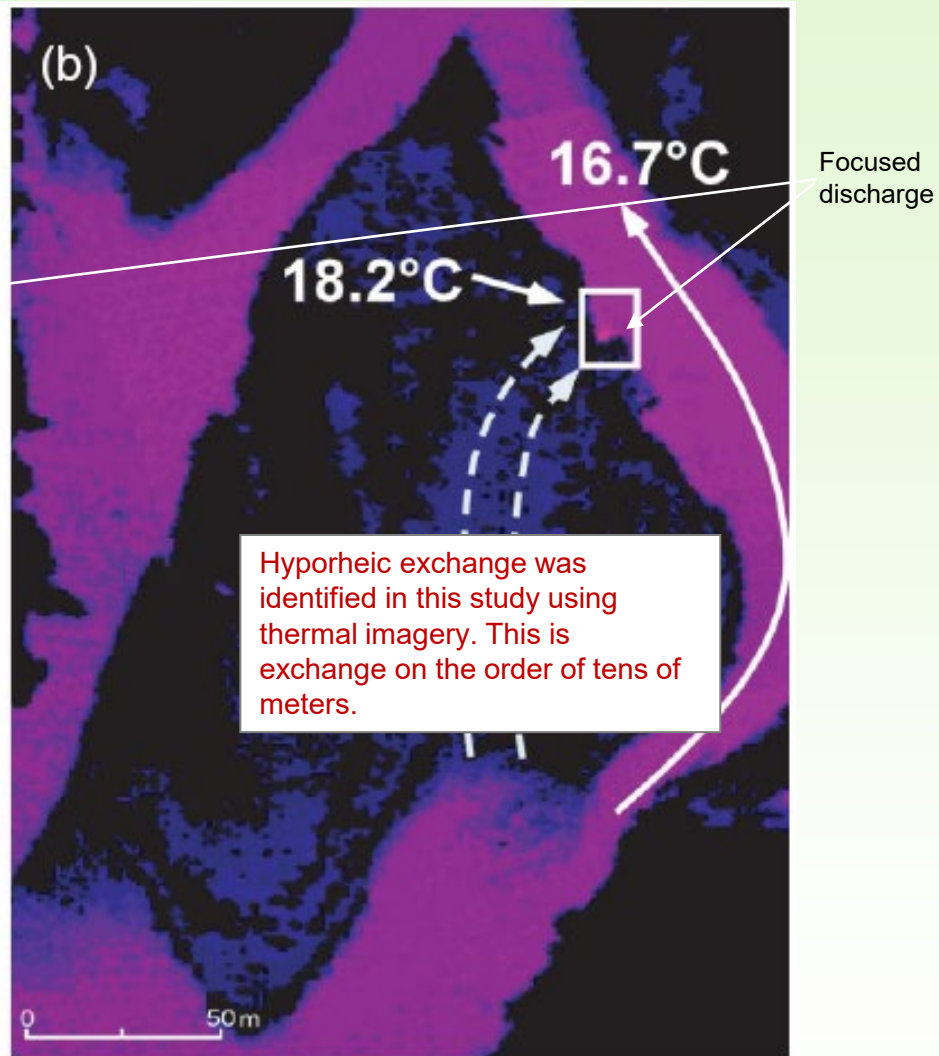 (b)
16.7°C
Focused
discharge
18.2°C
Hyporheic exchange was
identified in this study using
thermal imagery. This is
exchange on the order of tens of
meters.
0 50m